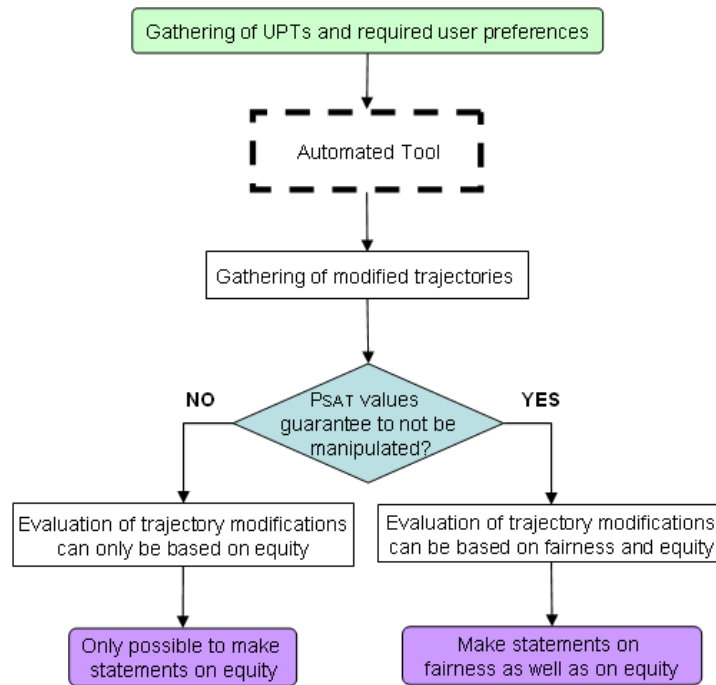 Gathering of UPTs and required user preferences
Automated Tool
Gathering of modified trajectories
NO
YES
PSAT values
guarantee to not be
manipulated?
Evaluation of trajectory modifications
can only be based on equity
Evaluation of trajectory modifications
can be based on fairness and equity
Only possible to make
statements on equity
Make statements on
fairness as well as on equity